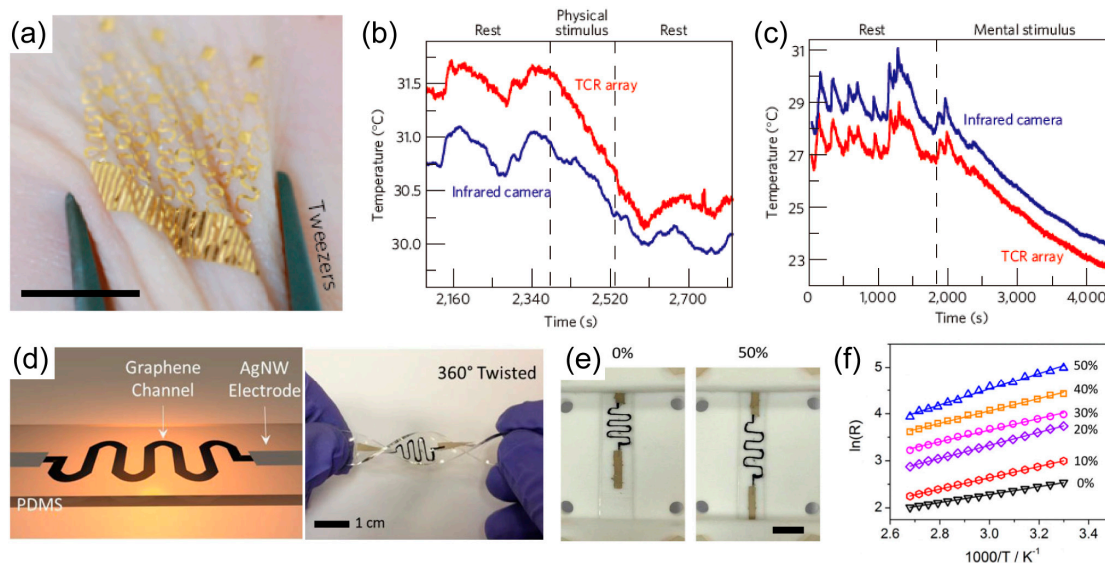 (a)
Tweezers
(b)
Rest
Physical
stimulus
Rest
TCR array
Infrared camera
Temperature (°C)
31.5
31.0
30.5
30.0
2,160
2,340
2,520
2,700
Time (s)
(c)
Rest
Mental stimulus
Infrared camera
TCR array
Temperature (°C)
31
29
27
25
23
0
1,000
2,000
3,000
4,000
Time (s)
(d)
Graphene
Channel
AgNW
Electrode
PDMS
360° Twisted
1 cm
(e)
0%
50%
(f)
50%
40%
30%
20%
10%
0%
ln(R)
5
4
3
2
2.8
3.0
3.2
1000/T / K⁻¹
2.6
3.4